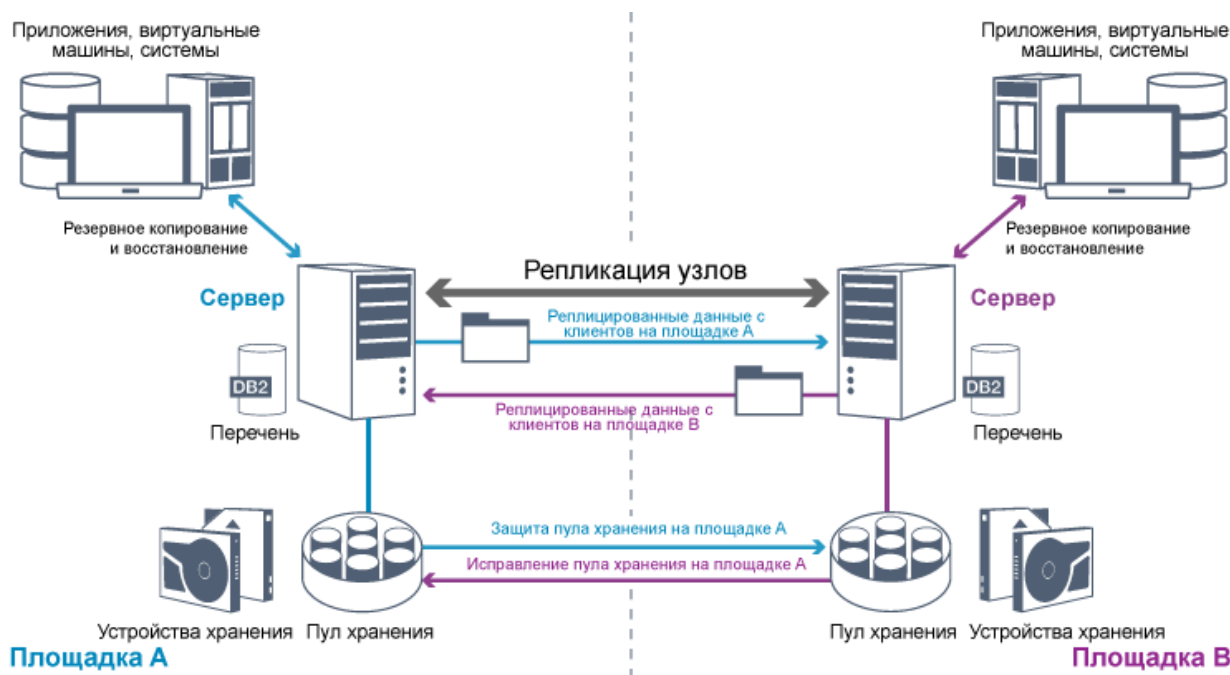 Приложения, виртуальные
машины, системы
Приложения, виртуальные
машины, системы
Резервное копирование
и восстановление
Резервное копирование
и восстановление
Репликация узлов
Сервер
Сервер
Реплицированные данные с
клиентов на площадке A
DB2
DB2
Реплицированные данные с
клиентов на площадке B
Перечень
Перечень
Защита пула хранения на площадке A
Исправление пула хранения на площадке A
Устройства хранения
Пул хранения
Пул хранения
Устройства хранения
Площадка A
Площадка B